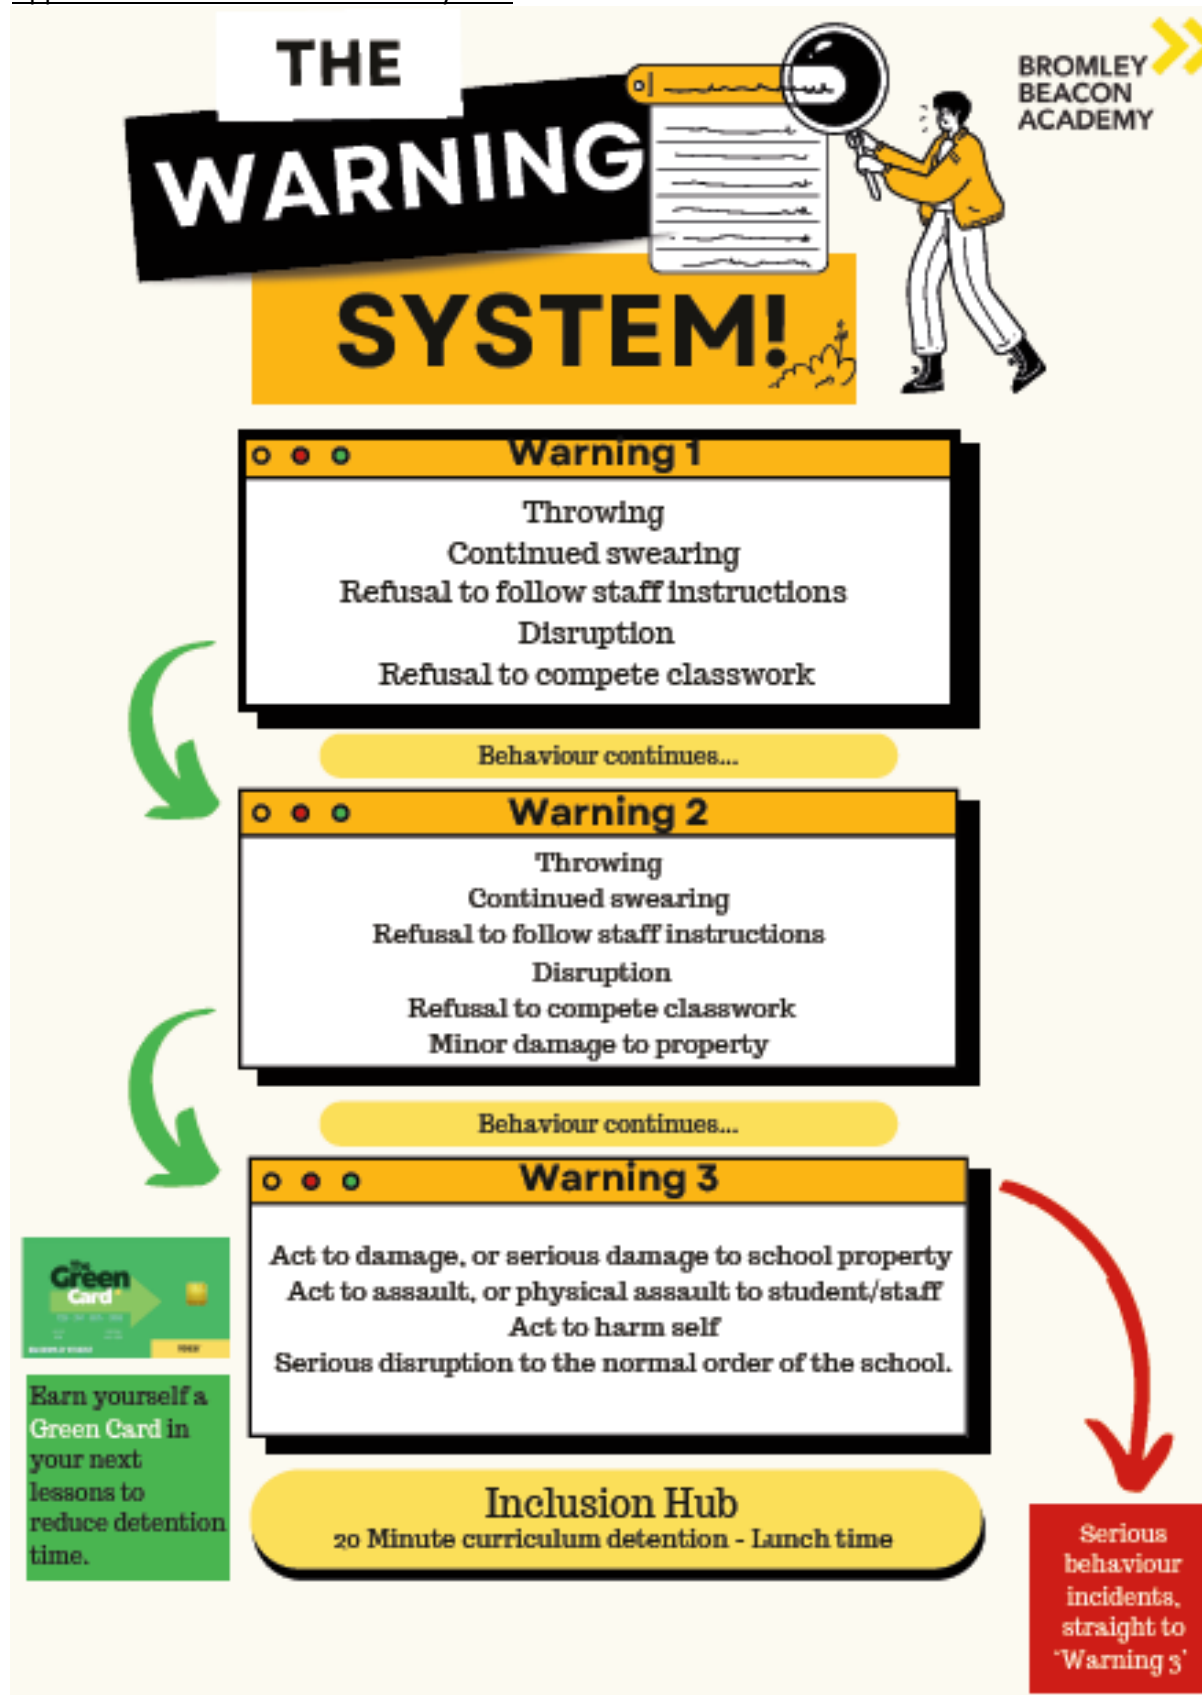 THE
WARNING
SYSTEM!
BROMLEY
BEACON
ACADEMY
Warning 1
Throwing
Continued swearing
Refusal to follow staff instructions
Disruption
Refusal to compete classwork
Behaviour continues...
Warning 2
Throwing
Continued swearing
Refusal to follow staff instructions
Disruption
Refusal to compete classwork
Minor damage to property
Behaviour continues...
Warning 3
Act to damage, or serious damage to school property
Act to assault, or physical assault to student/staff
Act to harm self
Serious disruption to the normal order of the school.
the
Green
Card
Earn yourself a
Green Card in
your next
lessons to
reduce detention
time.
Inclusion Hub
20 Minute curriculum detention - Lunch time
Serious
behaviour
incidents,
straight to
'Warning 3'